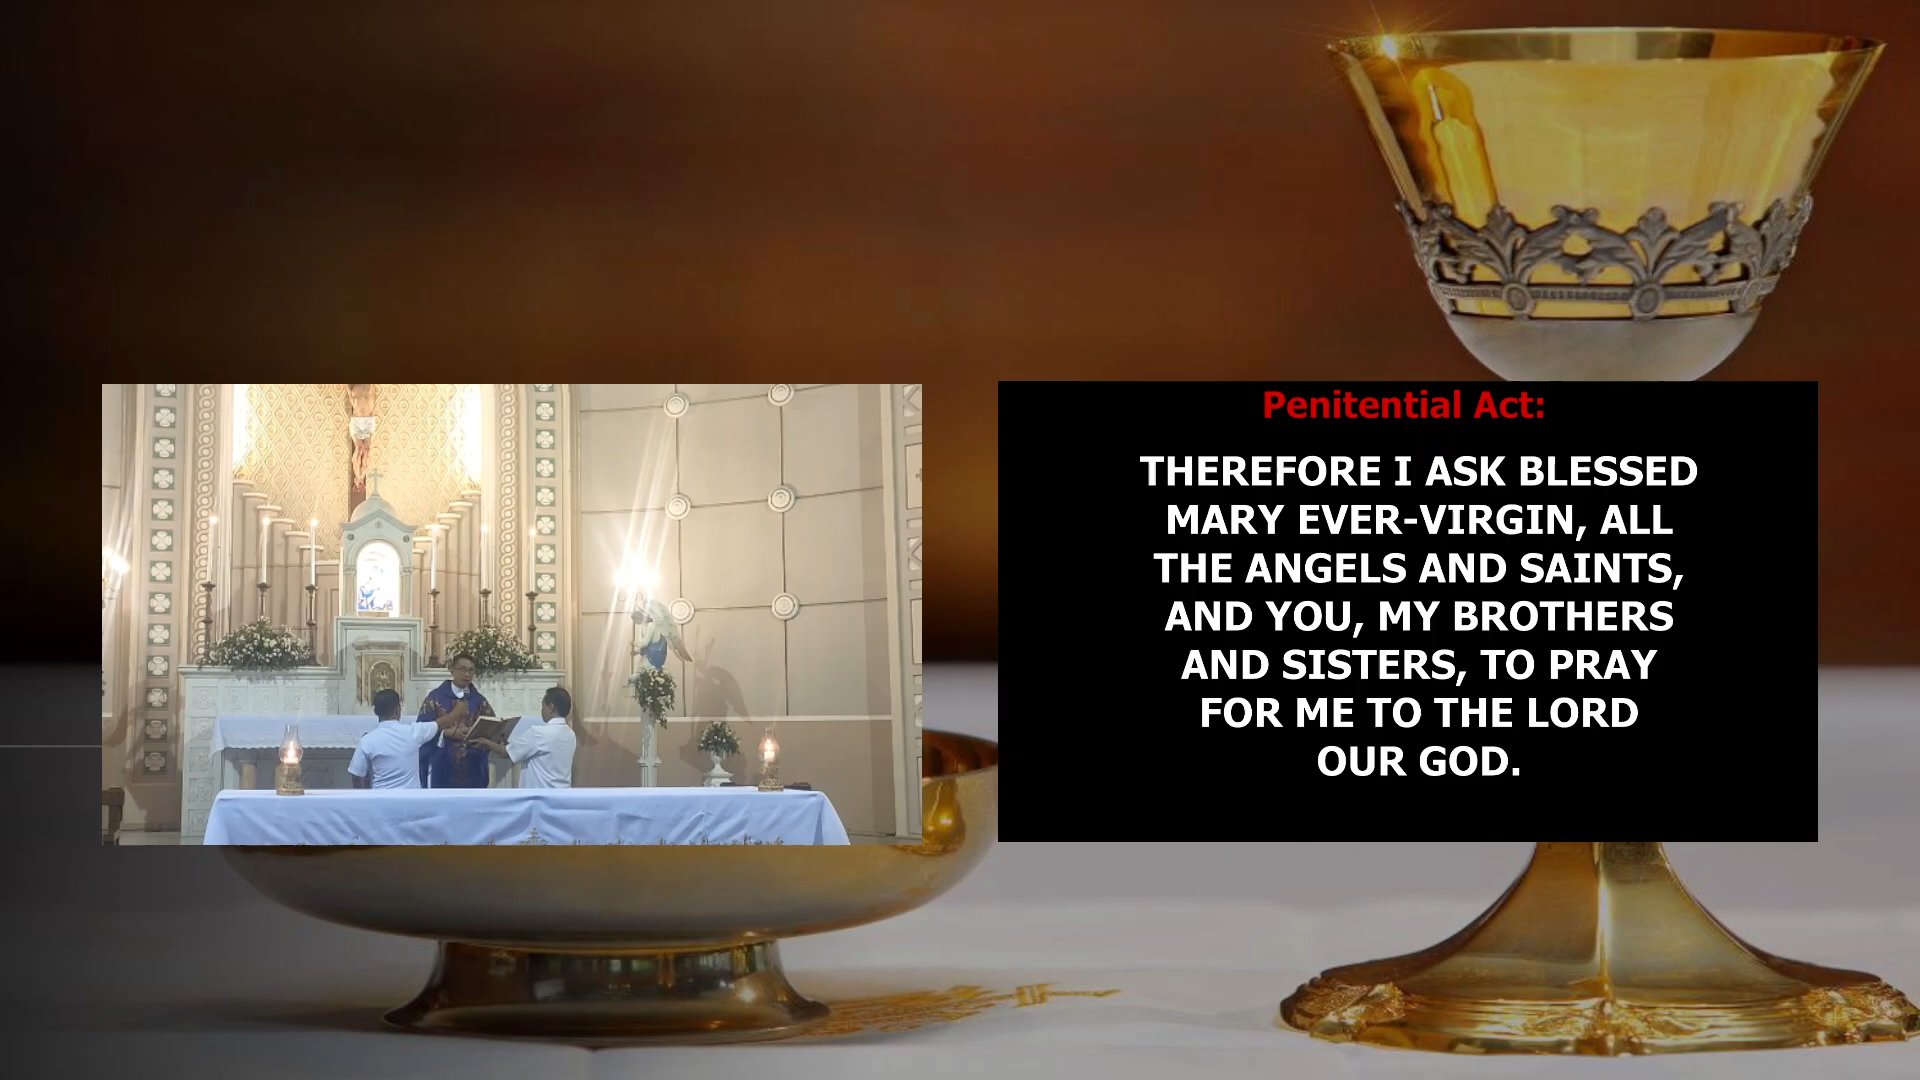 Penitential Act:
THEREFORE I ASK BLESSED
MARY EVER-VIRGIN, ALL
THE ANGELS AND SAINTS,
AND YOU, MY BROTHERS
AND SISTERS, TO PRAY
FOR ME TO THE LORD
OUR GOD.